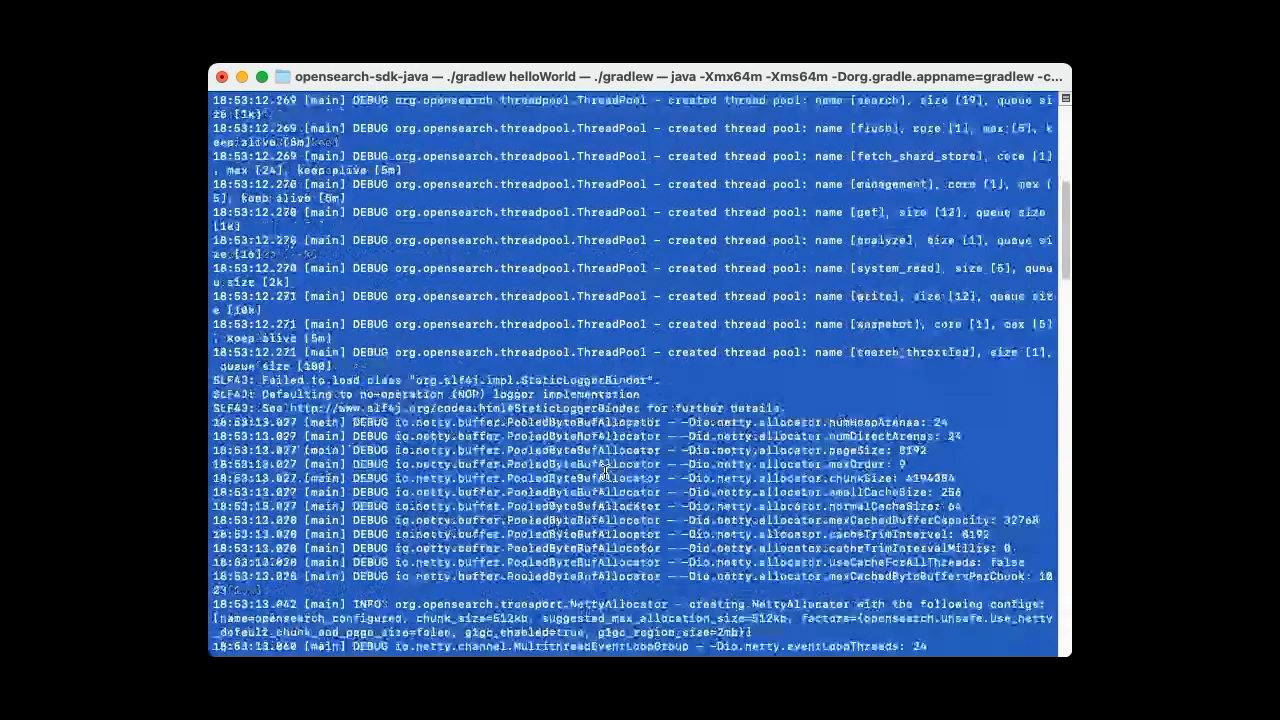 opensearch-sdk-java — ./gradlew helloWorld — ./gradlew — java -Xmx64m -Xms64m -Dorg.gradle.appname=gradlew -c...
18:53:12.269 [main] DEBUG org.opensearch.threadpool.ThreadPool - created thread pool: name [search], size [19], queue si
ze [1k]
18:53:12.269 [main] DEBUG org.opensearch.threadpool.ThreadPool - created thread pool: name [flush], core [1], max [5], k
eep alive [5m]
18:53:12.269 [main] DEBUG org.opensearch.threadpool.ThreadPool - created thread pool: name [fetch_shard_store], core [1]
, max [24], keep alive [5m]
18:53:12.270 [main] DEBUG org.opensearch.threadpool.ThreadPool - created thread pool: name [management], core [1], max [
5], keep alive [5m]
18:53:12.270 [main] DEBUG org.opensearch.threadpool.ThreadPool - created thread pool: name [get], size [12], queue size
[1k]
18:53:12.270 [main] DEBUG org.opensearch.threadpool.ThreadPool - created thread pool: name [analyze], size [1], queue si
ze [16]
18:53:12.270 [main] DEBUG org.opensearch.threadpool.ThreadPool - created thread pool: name [system_read], size [5], queu
e size [2k]
18:53:12.271 [main] DEBUG org.opensearch.threadpool.ThreadPool - created thread pool: name [write], size [12], queue siz
e [10k]
18:53:12.271 [main] DEBUG org.opensearch.threadpool.ThreadPool - created thread pool: name [snapshot], core [1], max [5]
, keep alive [5m]
18:53:12.271 [main] DEBUG org.opensearch.threadpool.ThreadPool - created thread pool: name [search_throttled], size [1],
queue size [100]
SLF4J: Failed to load class "org.slf4j.impl.StaticLoggerBinder".
SLF4J: Defaulting to no-operation (NOP) logger implementation
SLF4J: See http://www.slf4j.org/codes.html#StaticLoggerBinder for further details.
18:53:13.027 [main] DEBUG io.netty.buffer.PooledByteBufAllocator - -Dio.netty.allocator.numHeapArenas: 24
18:53:13.027 [main] DEBUG io.netty.buffer.PooledByteBufAllocator - -Dio.netty.allocator.numDirectArenas: 24
18:53:13.027 [main] DEBUG io.netty.buffer.PooledByteBufAllocator - -Dio.netty.allocator.pageSize: 8192
18:53:13.027 [main] DEBUG io.netty.buffer.PooledByteBufAllocator - -Dio.netty.allocator.maxOrder: 9
18:53:13.027 [main] DEBUG io.netty.buffer.PooledByteBufAllocator - -Dio.netty.allocator.chunkSize: 4194304
18:53:13.027 [main] DEBUG io.netty.buffer.PooledByteBufAllocator - -Dio.netty.allocator.smallCacheSize: 256
18:53:13.027 [main] DEBUG io.netty.buffer.PooledByteBufAllocator - -Dio.netty.allocator.normalCacheSize: 64
18:53:13.028 [main] DEBUG io.netty.buffer.PooledByteBufAllocator - -Dio.netty.allocator.maxCachedBufferCapacity: 32768
18:53:13.028 [main] DEBUG io.netty.buffer.PooledByteBufAllocator - -Dio.netty.allocator.cacheTrimInterval: 8192
18:53:13.028 [main] DEBUG io.netty.buffer.PooledByteBufAllocator - -Dio.netty.allocator.cacheTrimIntervalMillis: 0
18:53:13.028 [main] DEBUG io.netty.buffer.PooledByteBufAllocator - -Dio.netty.allocator.useCacheForAllThreads: false
18:53:13.028 [main] DEBUG io.netty.buffer.PooledByteBufAllocator - -Dio.netty.allocator.maxCachedByteBuffersPerChunk: 10
23
18:53:13.042 [main] INFO  org.opensearch.transport.NettyAllocator - creating NettyAllocator with the following configs:
[name=opensearch_configured, chunk_size=512kb, suggested_max_allocation_size=512kb, factors={opensearch.unsafe.use_netty
_default_chunk_and_page_size=false, g1gc_enabled=true, g1gc_region_size=2mb}]
18:53:13.060 [main] DEBUG io.netty.channel.MultithreadEventLoopGroup - -Dio.netty.eventLoopThreads: 24